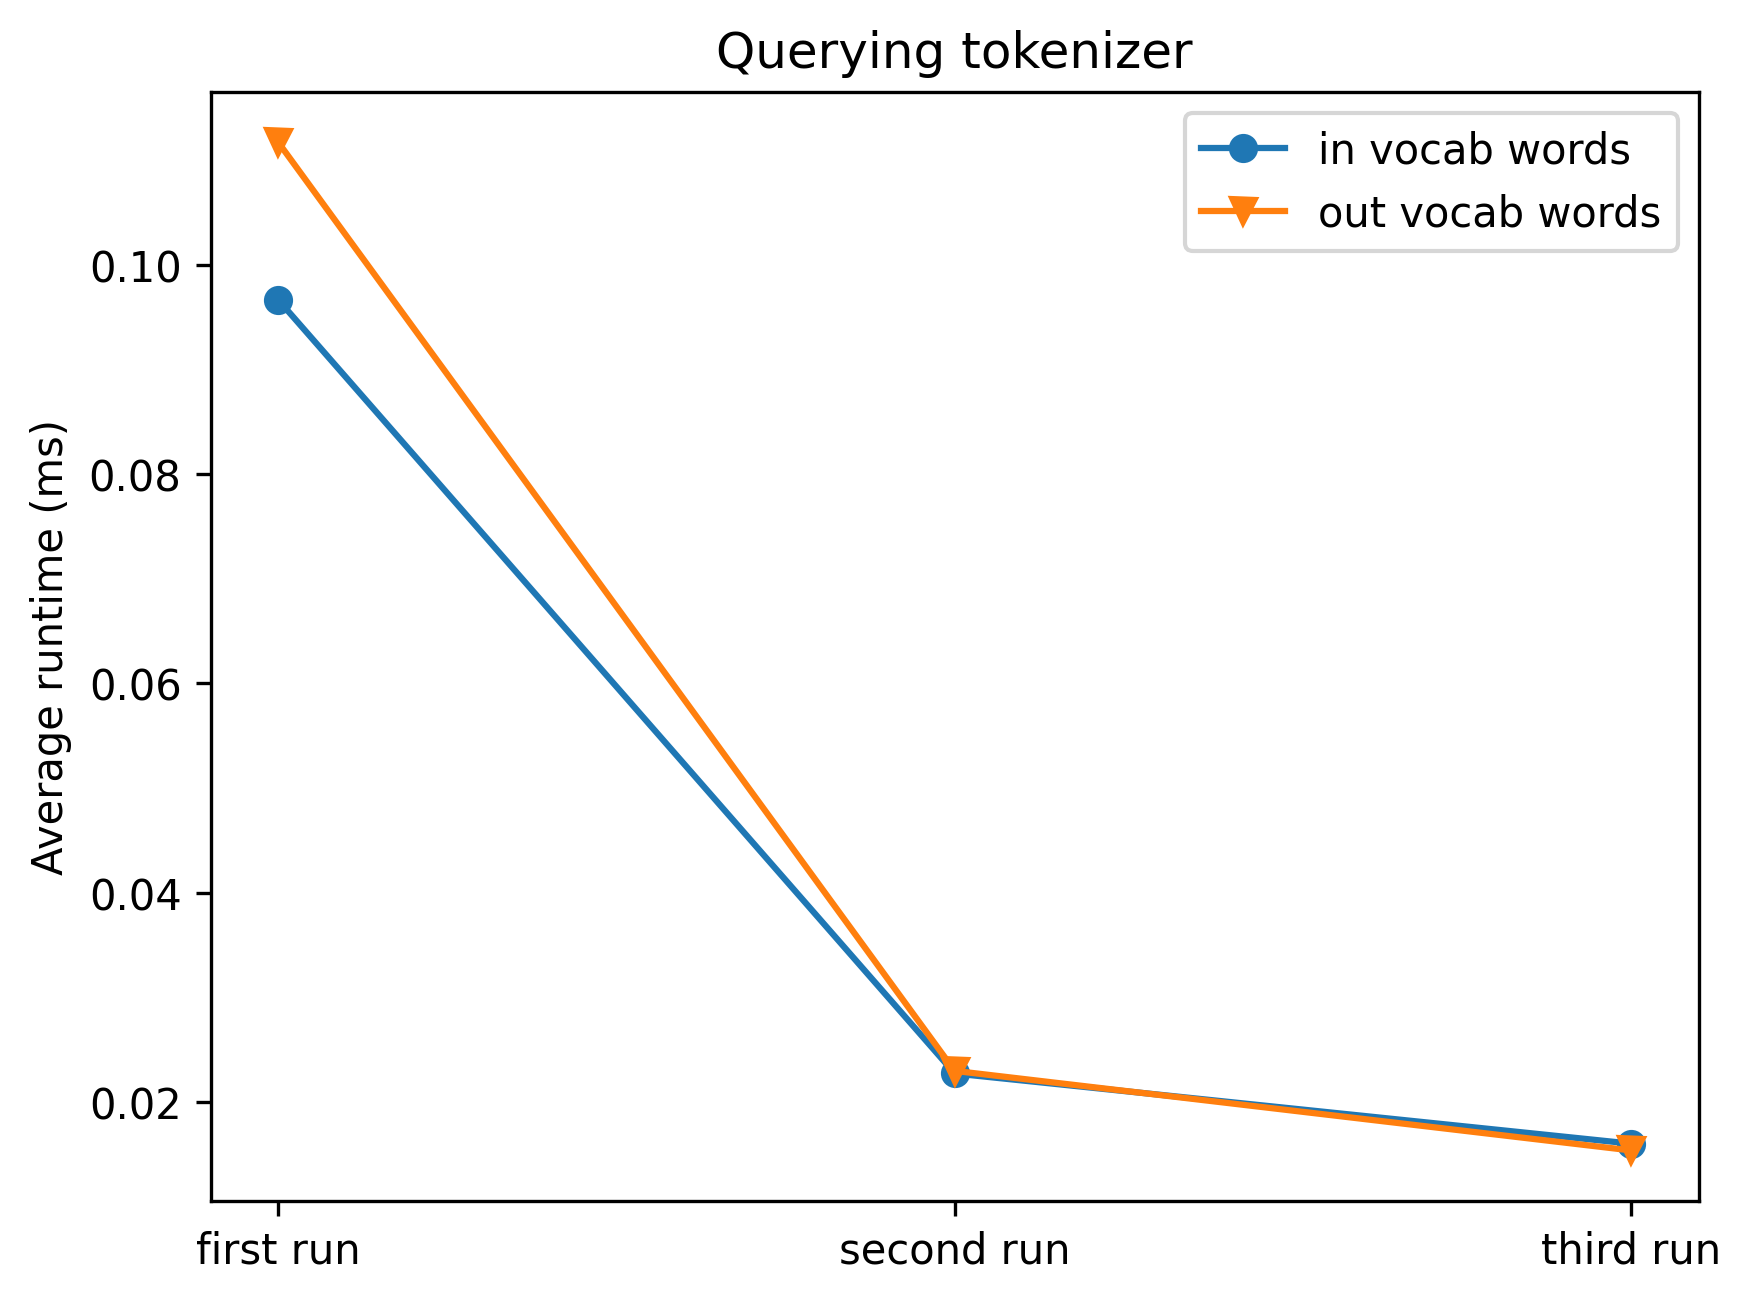 Querying tokenizer
in vocab words
out vocab words
Average runtime (ms)
0.10
0.08
0.06
0.04
0.02
first run
second run
third run